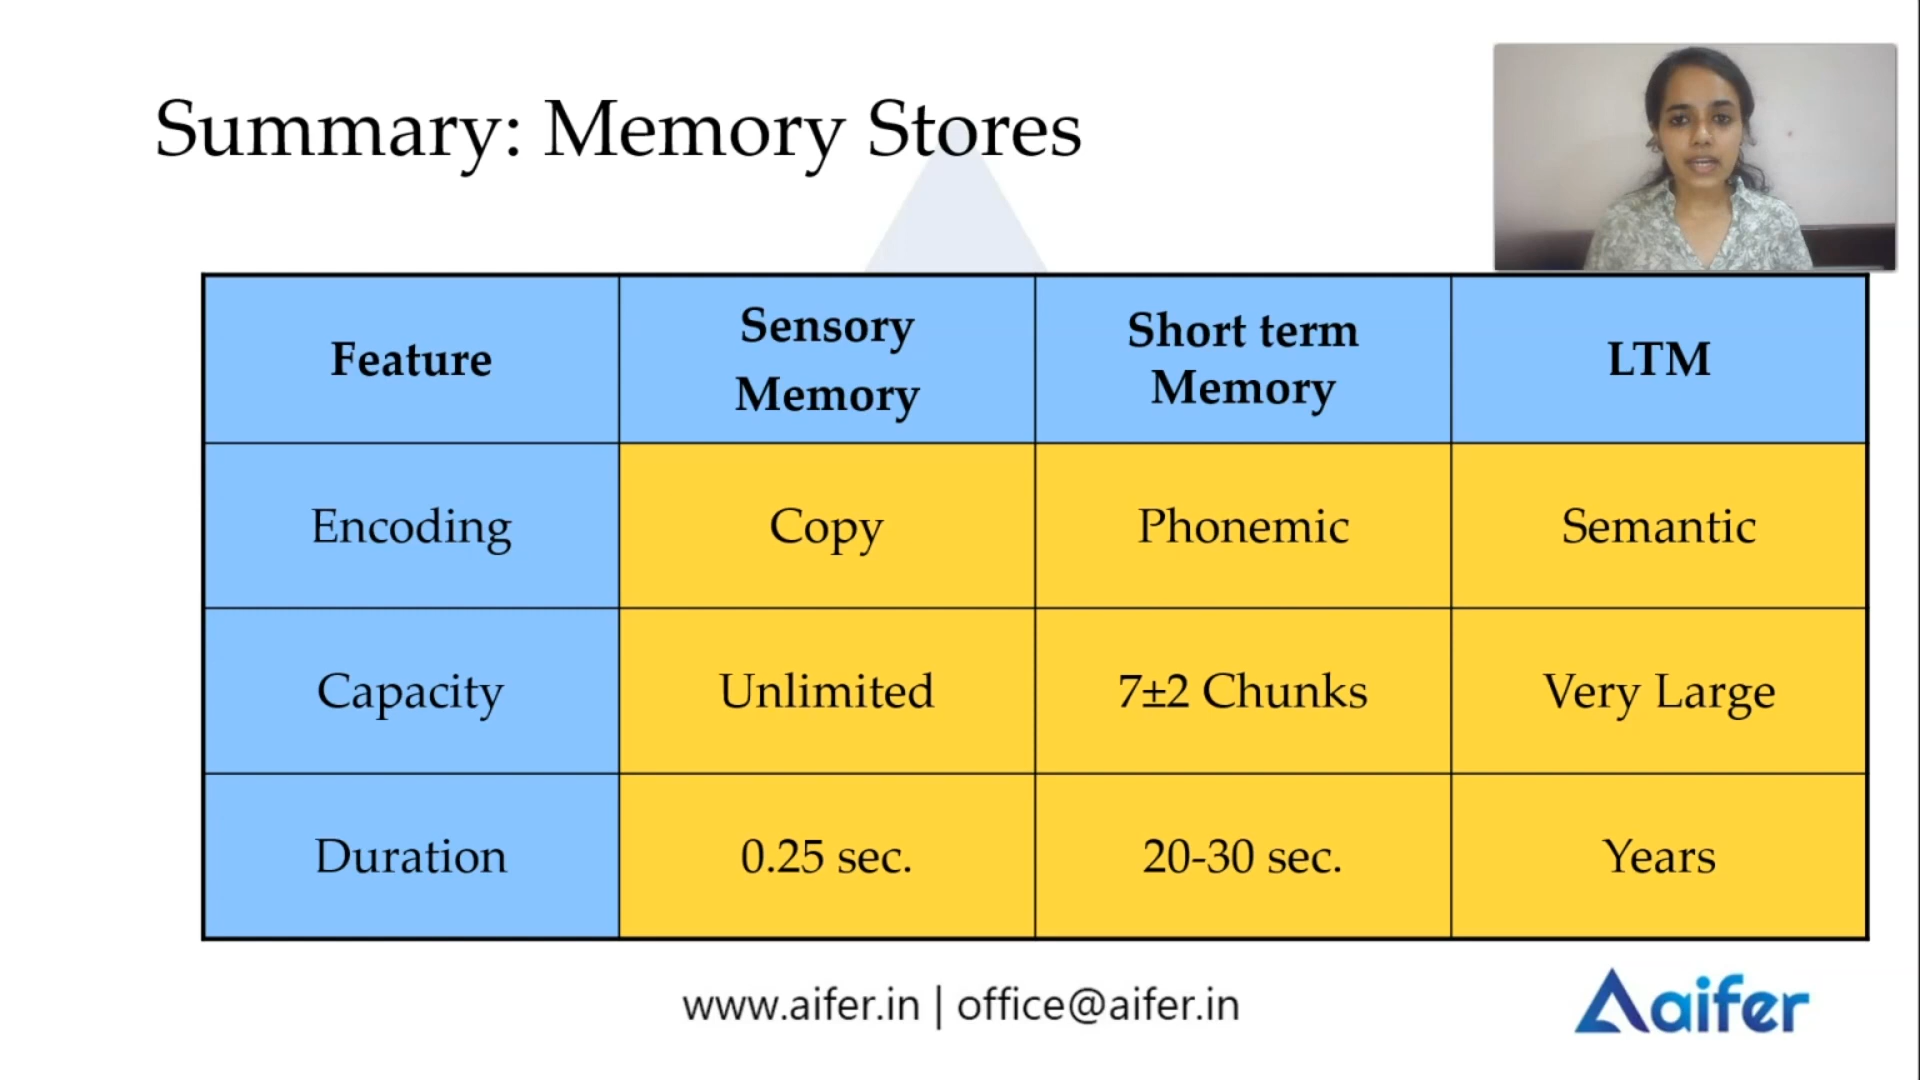 Summary: Memory Stores
Feature
Sensory
Memory
Short term
Memory
LTM
Encoding
Copy
Phonemic
Semantic
Capacity
Unlimited
7±2 Chunks
Very Large
Duration
0.25 sec.
20-30 sec.
Years
www.aifer.in | office@aifer.in
aifer